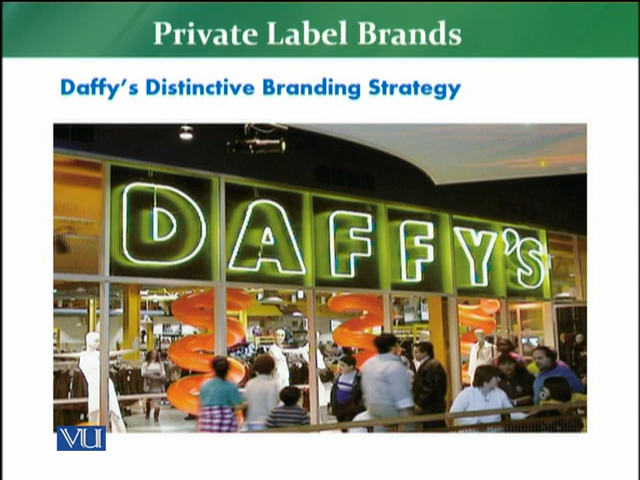 Private Label Brands
Daffy's Distinctive Branding Strategy
DAFFY'S
VU